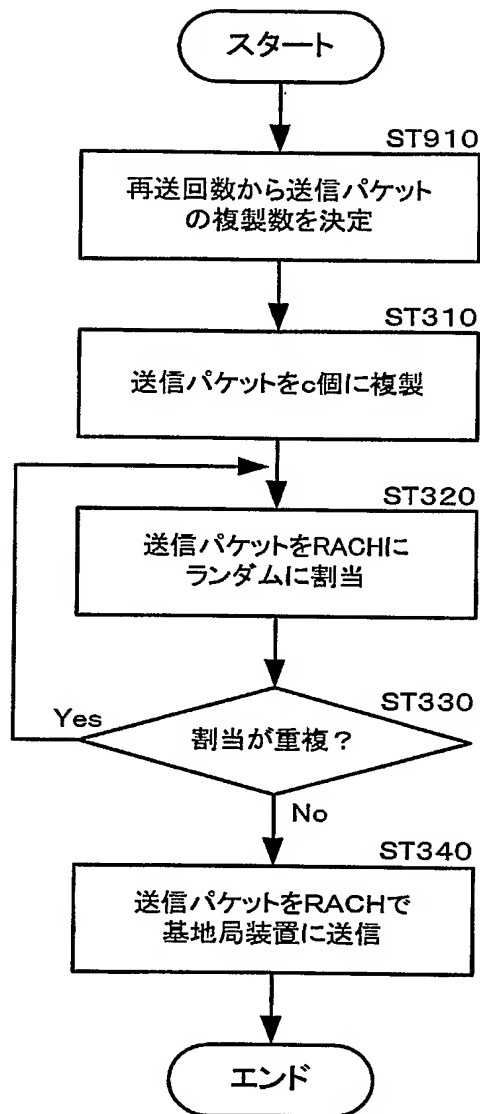 スタート
ST910
再送回数から送信パケット
の複製数を決定
ST310
送信パケットをc個に複製
ST320
送信パケットをRACHに
ランダムに割当
ST330
Yes
割当が重複？
No
ST340
送信パケットをRACHで
基地局装置に送信
エンド